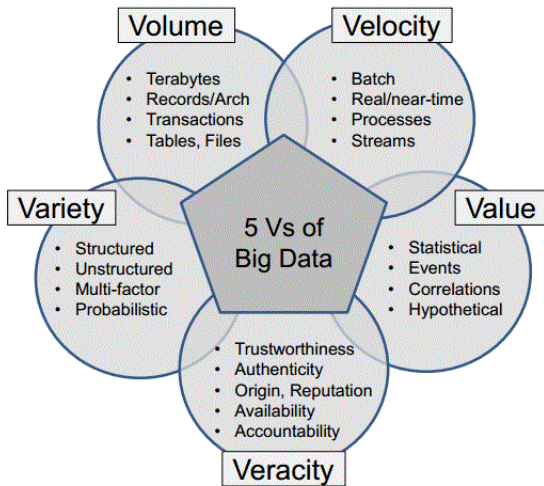 Volume
• Terabytes
• Records/Arch
• Transactions
• Tables, Files
Velocity
• Batch
• Real/near-time
• Processes
• Streams
Variety
• Structured
• Unstructured
• Multi-factor
• Probabilistic
5 Vs of
Big Data
Value
• Statistical
• Events
• Correlations
• Hypothetical
• Trustworthiness
• Authenticity
• Origin, Reputation
• Availability
• Accountability
Veracity